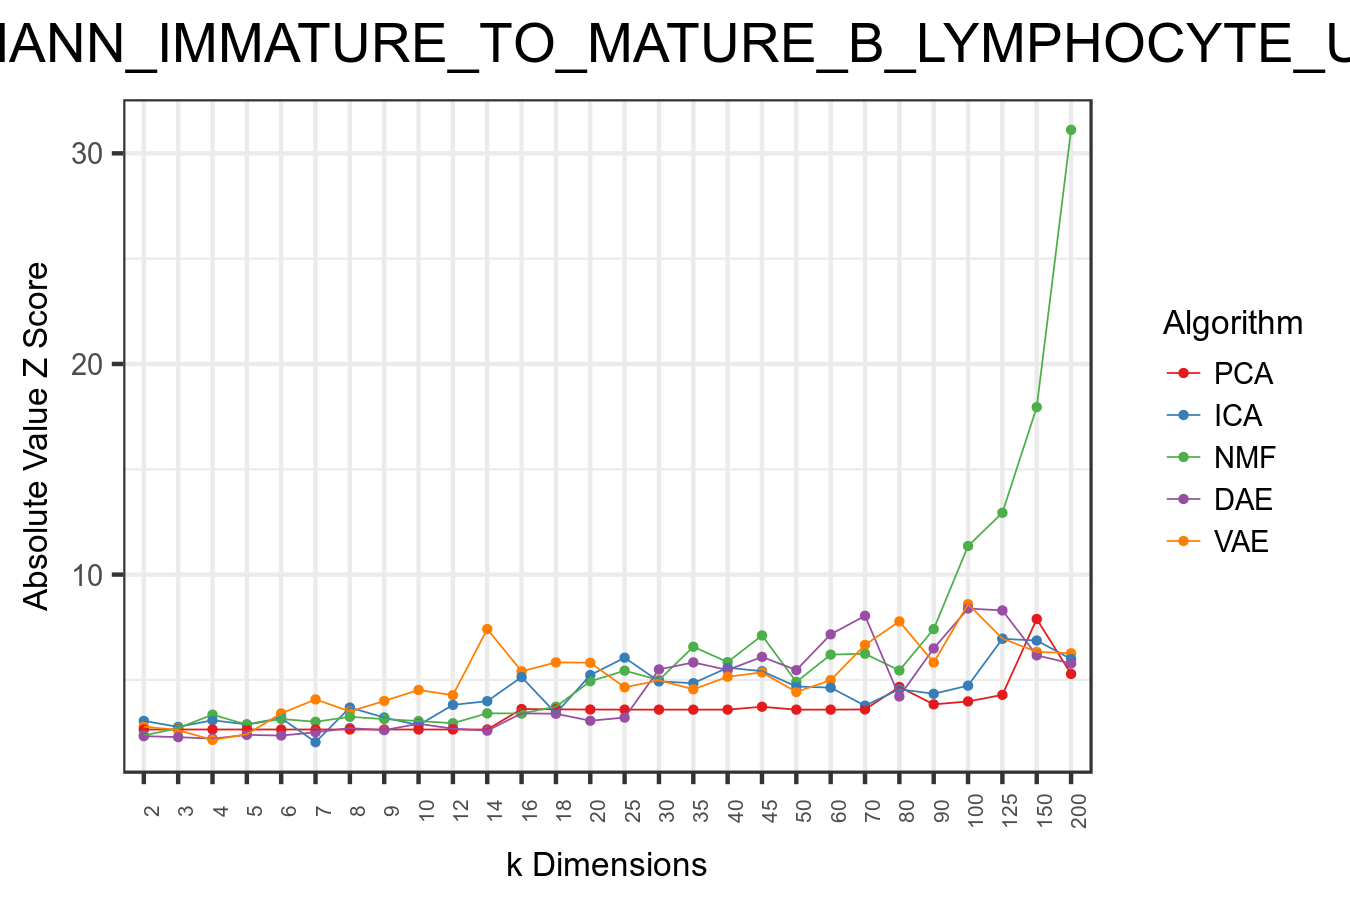 IANN_IMMATURE_TO_MATURE_B_LYMPHOCYTE_U
30
20
10
Absolute Value Z Score
2 3 4 5 6 7 8 9 10 12 14 16 18 20 25 30 35 40 45 50 60 70 80 90 100 125 150 200
k Dimensions
Algorithm
PCA
ICA
NMF
DAE
VAE